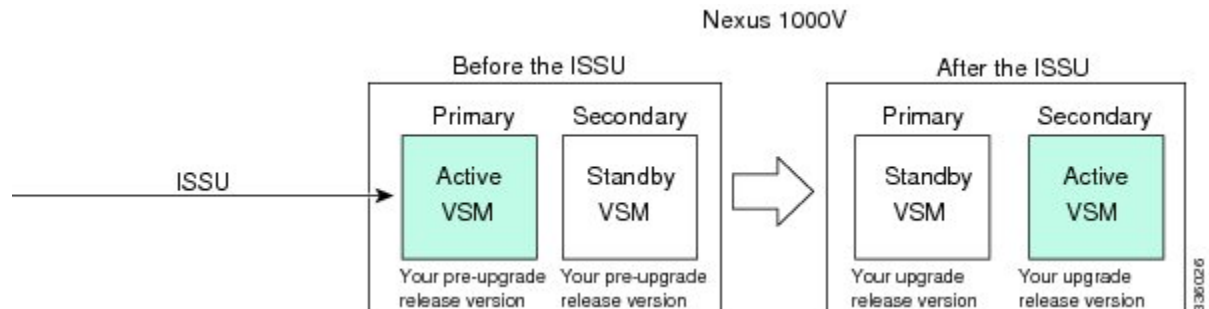 Nexus 1000V
Before the ISSU
After the ISSU
Primary
Secondary
Primary
Secondary
ISSU
Active
VSM
Standby
VSM
Standby
VSM
Active
VSM
Your pre-upgrade
release version
Your pre-upgrade
release version
Your upgrade
release version
Your upgrade
release version
336026